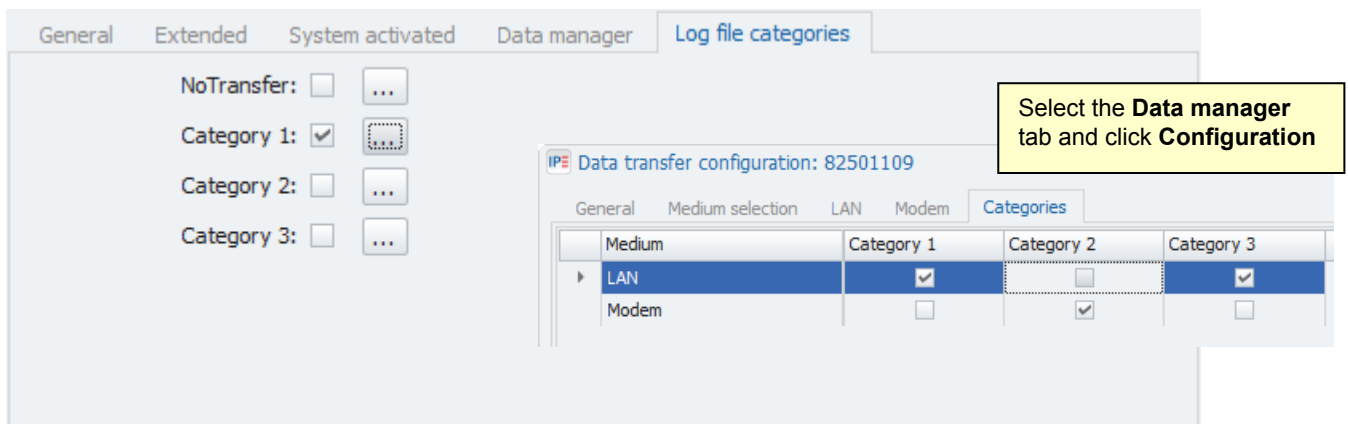 General Extended System activated Data manager Log file categories
NoTransfer: ...
Category 1: ...
Category 2: ...
Category 3: ...
Select the Data manager
tab and click Configuration
IPE Data transfer configuration: 82501109
General Medium selection LAN Modem Categories
Medium Category 1 Category 2 Category 3
LAN
Modem